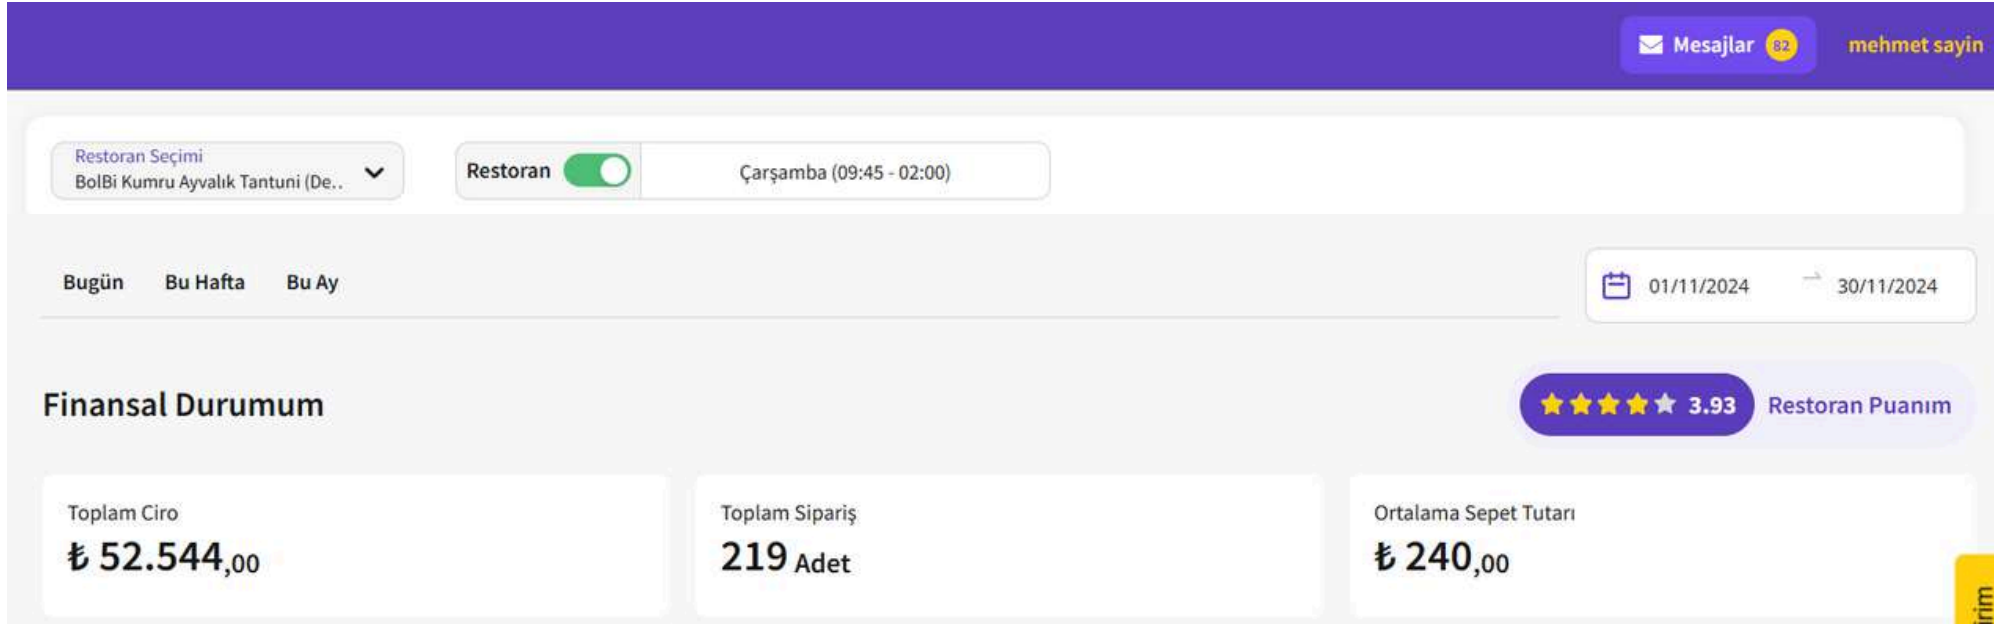 Mesajlar 82 mehmet sayin
Restoran Seçimi
BolBi Kumru Ayvalık Tantuni (De..
Restoran Çarşamba (09:45 - 02:00)
Bugün Bu Hafta Bu Ay
01/11/2024 → 30/11/2024
Finansal Durumum
3.93 Restoran Puanım
Toplam Ciro
₺ 52.544,00
Toplam Sipariş
219 Adet
Ortalama Sepet Tutarı
₺ 240,00